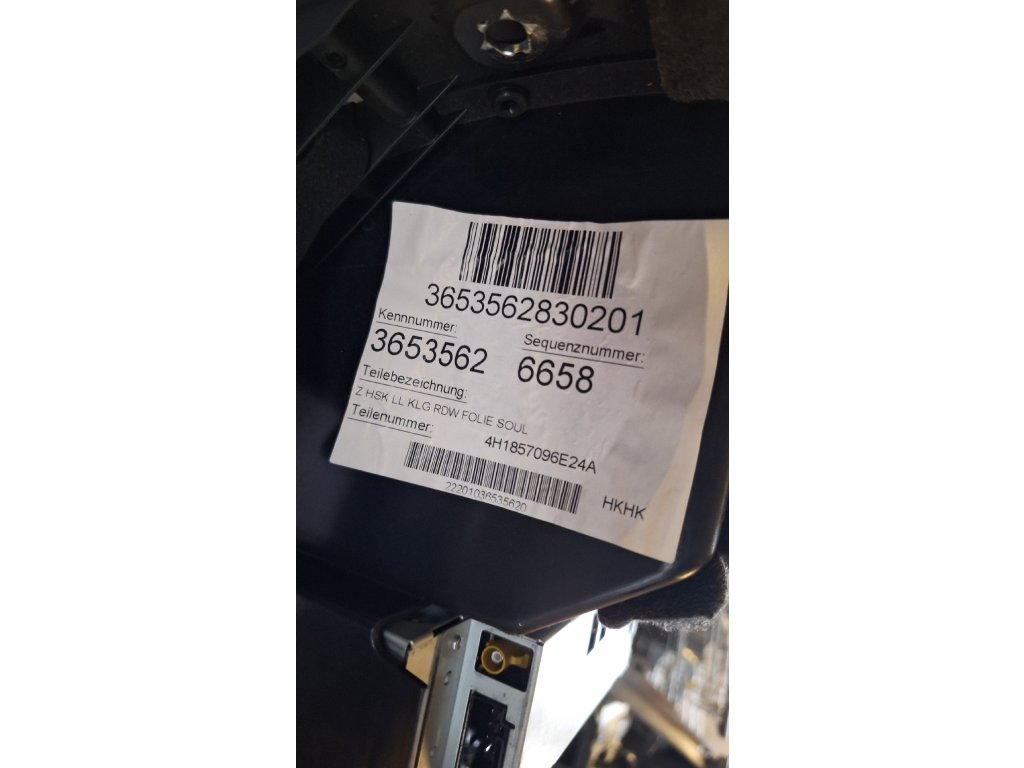 3653562830201
Kennnummer: Sequenznummer:
3653562 6658
Teilebezeichnung:
Z HSK LL KLG RDW FOLIE SOUL
Teilenummer: 4H1857096E24A
22201036535620 HKHK